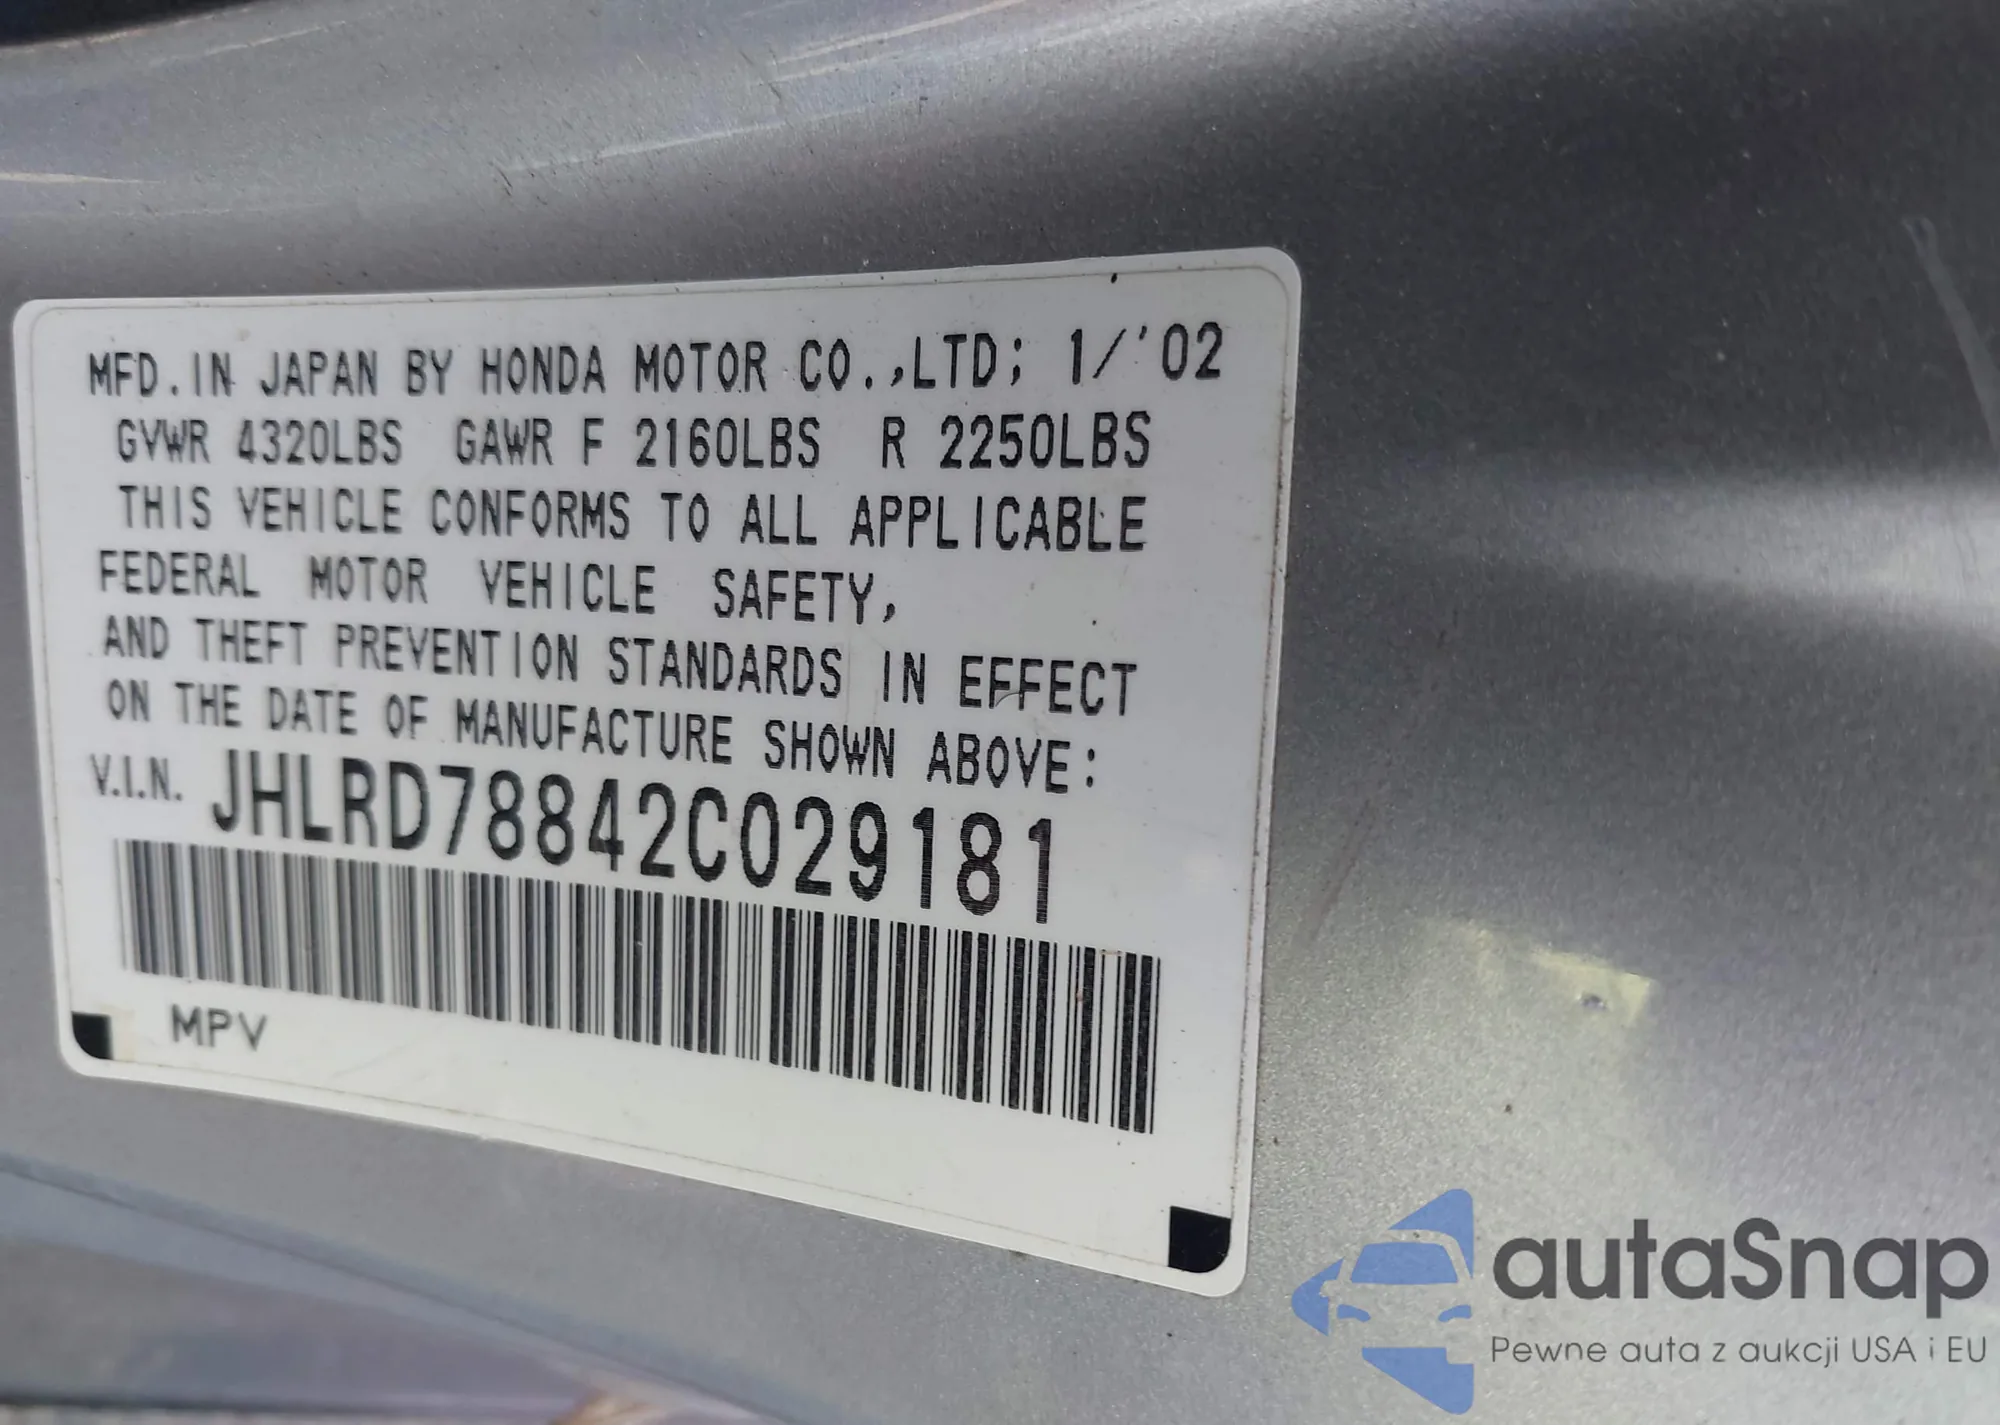 MFD. IN JAPAN BY HONDA MOTOR CO.,LTD; 1/'02
GVWR 4320LBS GAWR F 2160LBS R 2250LBS
THIS VEHICLE CONFORMS TO ALL APPLICABLE
FEDERAL MOTOR VEHICLE SAFETY,
AND THEFT PREVENTION STANDARDS IN EFFECT
ON THE DATE OF MANUFACTURE SHOWN ABOVE:
V.I.N. JHLRD78842C029181
MPV
autaSnap
Pewne auta z aukcji USA i EU